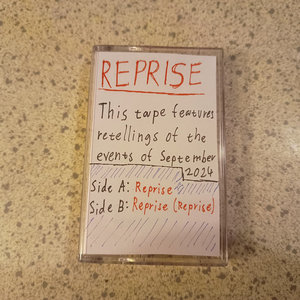 REPRISE
This tape features
retellings of the
events of September
2024
Side A: Reprise
Side B: Reprise (Reprise)